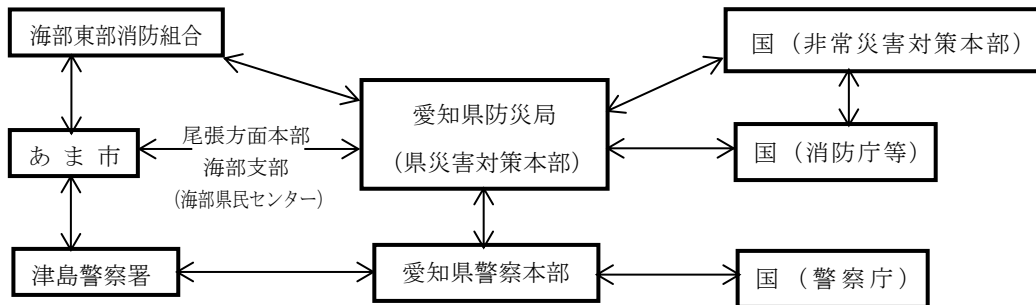 海部東部消防組合
国（非常災害対策本部）
愛知県防災局
（県災害対策本部）
尾張方面本部
海部支部
（海部県民センター）
あま市
国（消防庁等）
津島警察署
愛知県警察本部
国（警察庁）